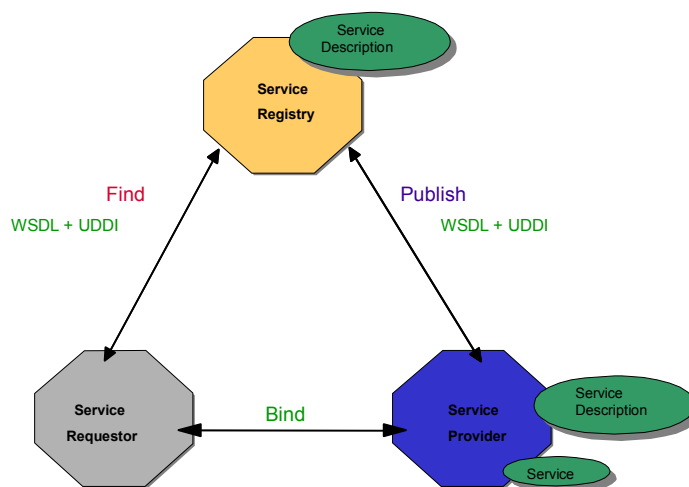 Service
Description
Service
Registry
Find
Publish
WSDL + UDDI
WSDL + UDDI
Service
Requestor
Bind
Service
Provider
Service
Description
Service